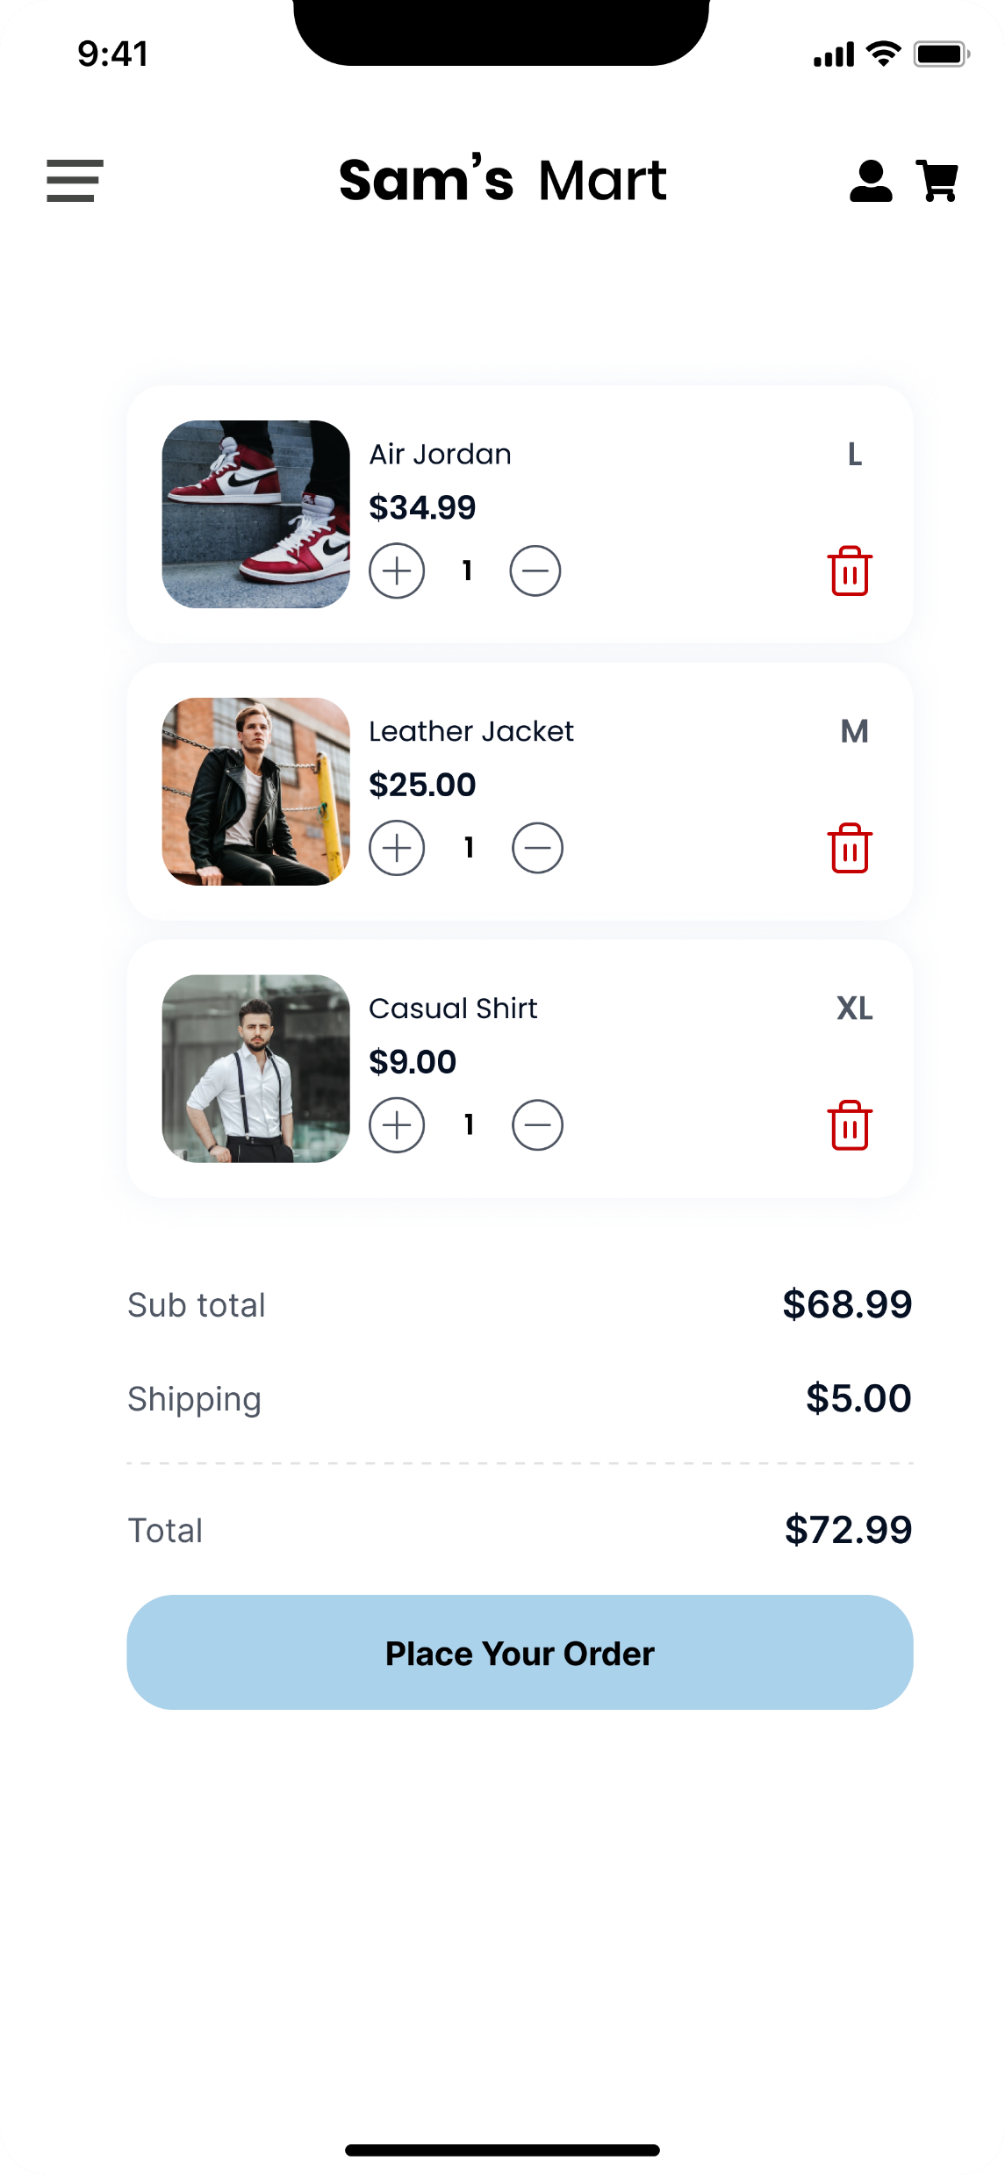 9:41
Sam's Mart
Air Jordan L
$34.99
1
Leather Jacket M
$25.00
1
Casual Shirt XL
$9.00
1
Sub total $68.99
Shipping $5.00
Total $72.99
Place Your Order